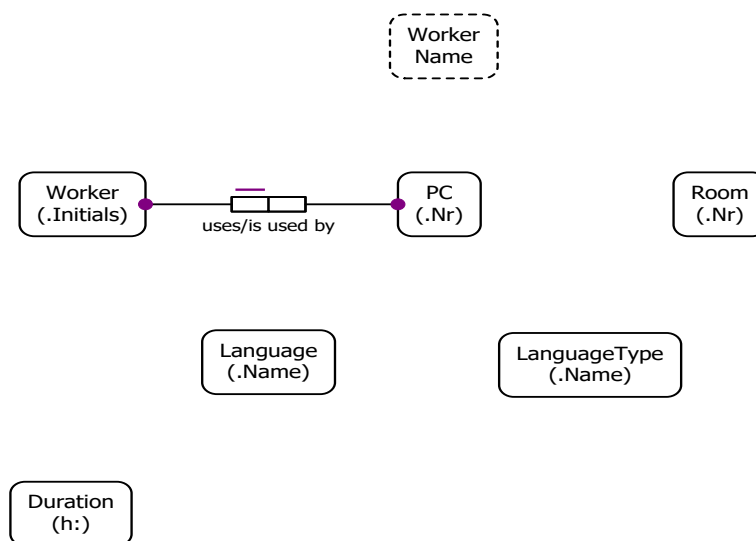 Worker
Name
Worker
(.Initials)
uses/is used by
PC
(.Nr)
Room
(.Nr)
Language
(.Name)
LanguageType
(.Name)
Duration
(h:)